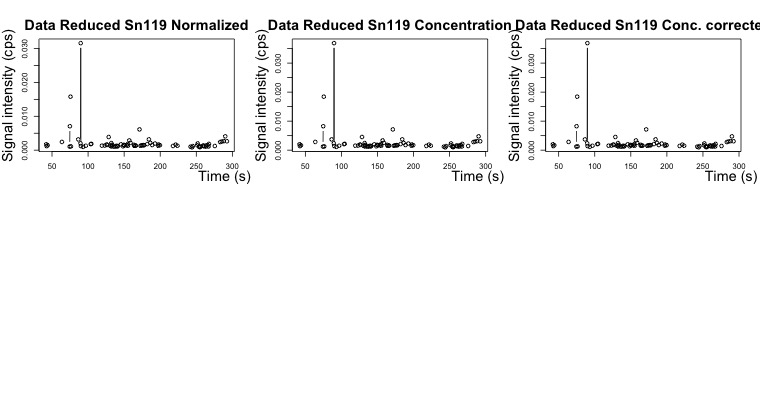 Data Reduced Sn119 Normalized
Signal intensity (cps)
0.000 0.010 0.020 0.030
50 100 150 200 250 300
Time (s)
Data Reduced Sn119 Concentration
Signal intensity (cps)
0.000 0.010 0.020 0.030
50 100 150 200 250 300
Time (s)
Data Reduced Sn119 Conc. correcte
Signal intensity (cps)
0.000 0.010 0.020 0.030
50 100 150 200 250 300
Time (s)